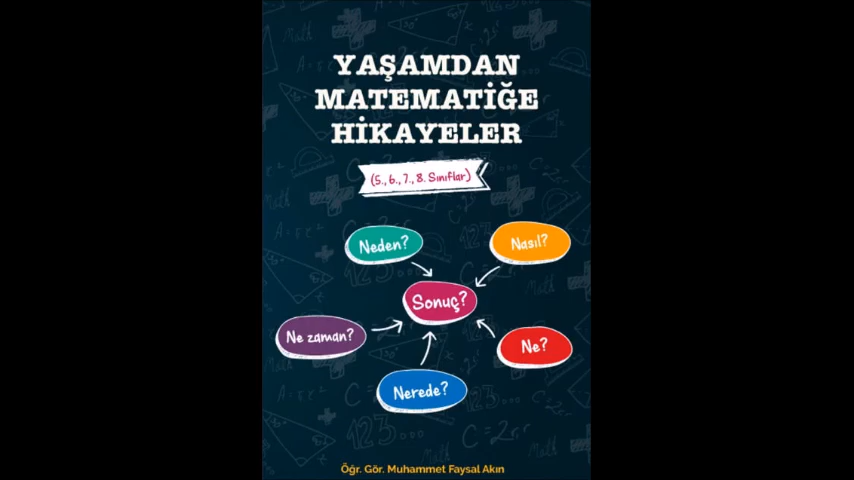 YAŞAMDAN
MATEMATİĞE
HİKAYELER
(5., 6., 7., 8. Sınıflar)
Neden?
Nasıl?
Sonuç?
Ne zaman?
Ne?
Nerede?
Öğr. Gör. Muhammet Faysal Akın